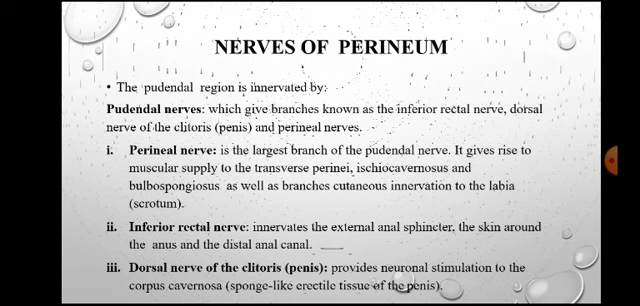 NERVES OF PERINEUM
• The pudendal region is innervated by:
Pudendal nerves: which give branches known as the inferior rectal nerve, dorsal
nerve of the clitoris (penis) and perineal nerves.
i. Perineal nerve: is the largest branch of the pudendal nerve. It gives rise to
muscular supply to the transverse perinei, ischiocavernosus and
bulbospongiosus as well as branches cutaneous innervation to the labia
(scrotum).
ii. Inferior rectal nerve: innervates the external anal sphincter, the skin around
the anus and the distal anal canal.
iii. Dorsal nerve of the clitoris (penis): provides neuronal stimulation to the
corpus cavernosa (sponge-like erectile tissue of the penis).